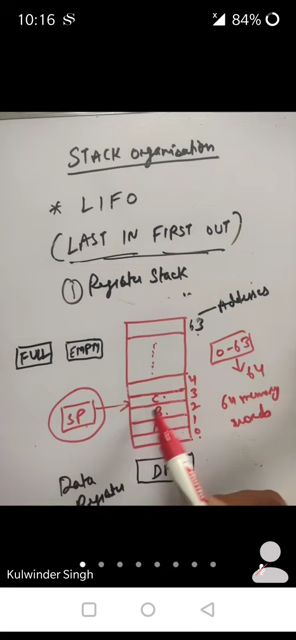 10:16 S
84%
STACK Organisation
* LIFO
(LAST IN FIRST OUT)
① Register Stack
Address
63
FULL EMPTY
0-63
64
4
3
C
SP
B
2
64 memory
words
1
0
Data
Register
D
Kulwinder Singh